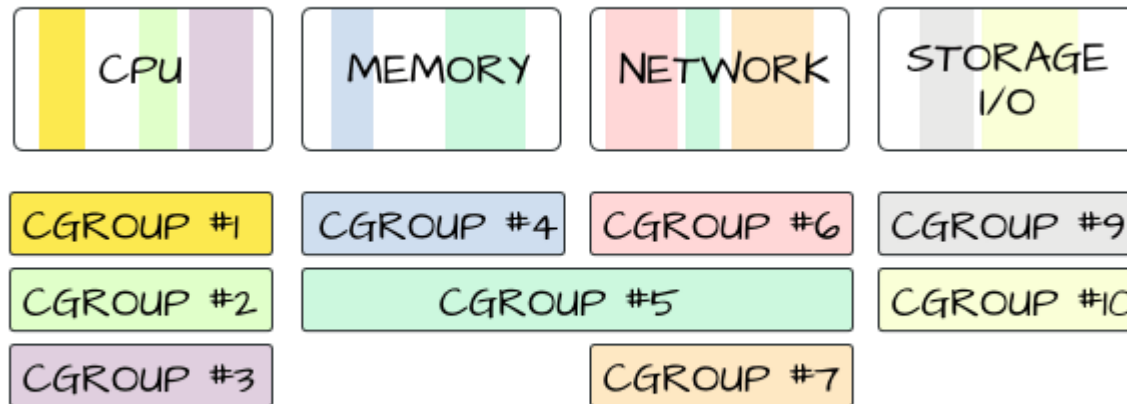 CPU
MEMORY
NETWORK
STORAGE
I/O
CGROUP #1
CGROUP #4
CGROUP #6
CGROUP #9
CGROUP #2
CGROUP #5
CGROUP #10
CGROUP #3
CGROUP #7